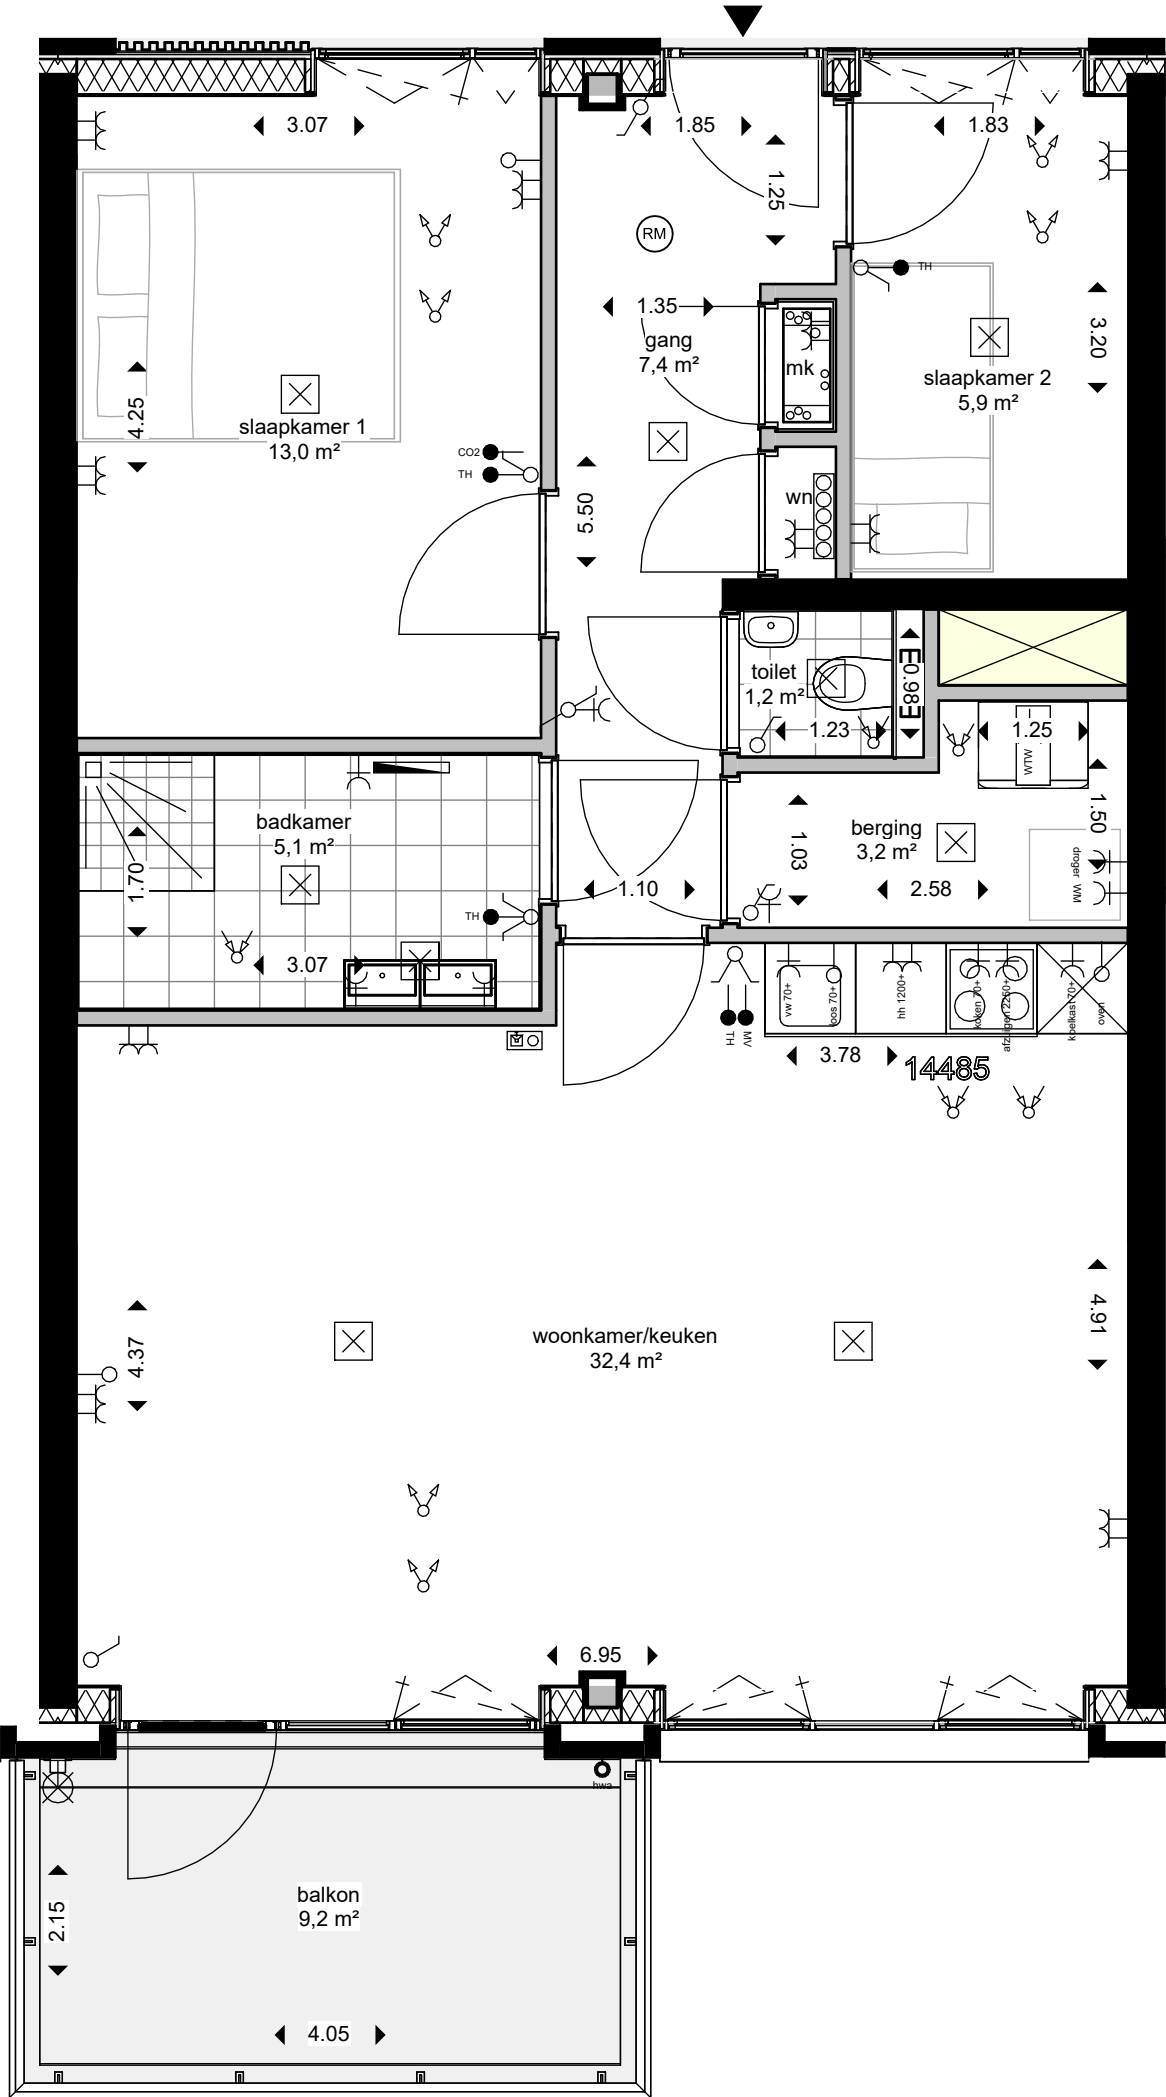 3.07
1.85
1.83
1.25
RM
TH
1.35
gang
7,4 m²
mk
3.20
slaapkamer 2
5,9 m²
4.25
slaapkamer 1
13,0 m²
CO2
TH
5.50
wn
toilet
1,2 m²
0.98
1.23
1.25
WTW
1.50
badkamer
5,1 m²
1.70
berging
3,2 m²
1.03
droger WM
1.10
2.58
TH
3.07
vw 70+
loos 70+
hh 1200+
koken 70+
afzuigen 2250+
koelkast 70+
oven
TH
MV
3.78
14485
4.91
4.37
woonkamer/keuken
32,4 m²
6.95
hwa
balkon
9,2 m²
2.15
4.05